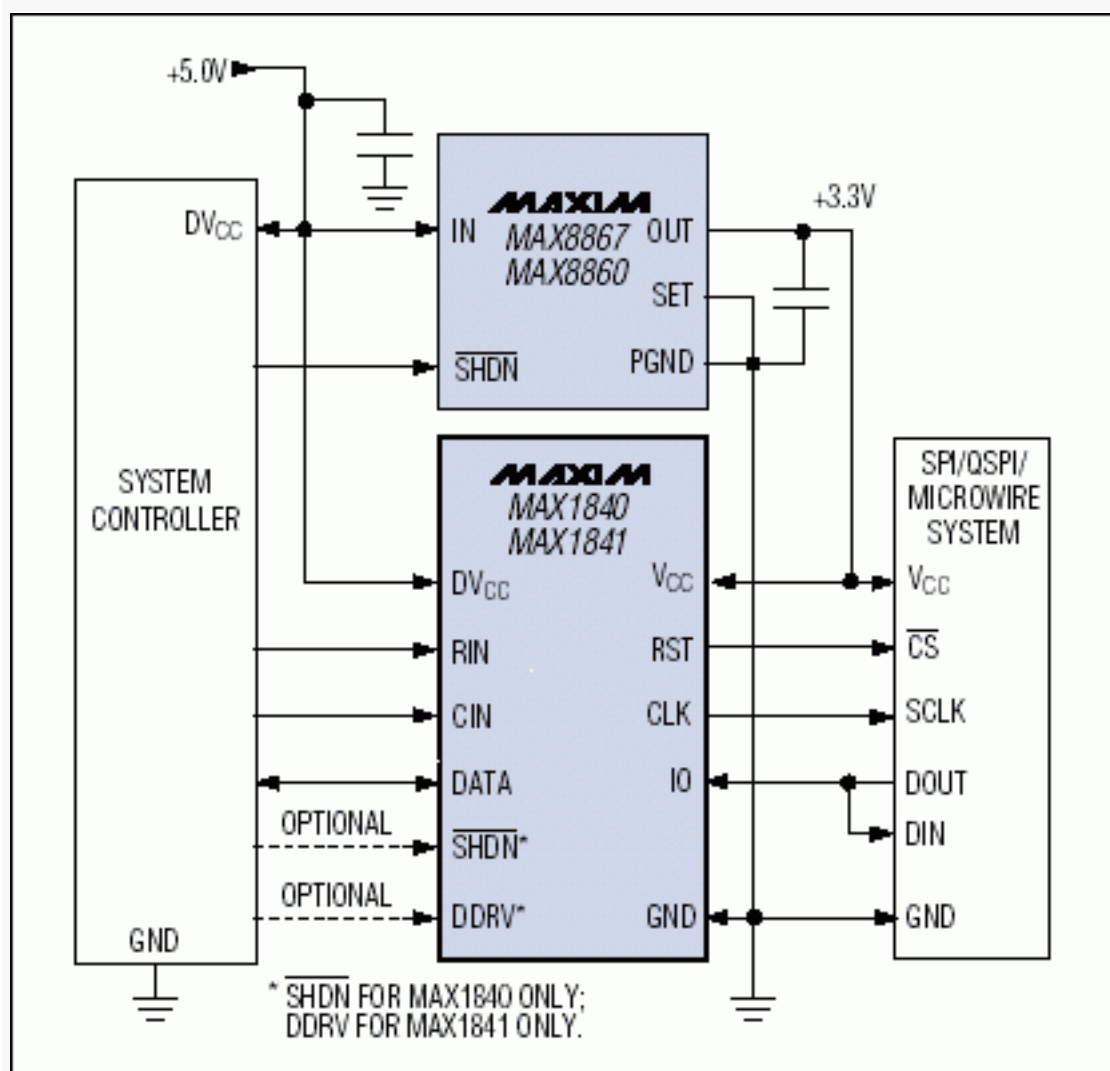 +5.0V
DVCC
MAXIM
MAX8867
MAX8860
IN
OUT
SET
SHDN
PGND
+3.3V
SYSTEM
CONTROLLER
GND
MAXIM
MAX1840
MAX1841
DVCC
VCC
RIN
RST
CIN
CLK
DATA
IO
OPTIONAL
SHDN*
OPTIONAL
DDRV*
GND
SPI/QSPI/
MICROWIRE
SYSTEM
VCC
CS
SCLK
DOUT
DIN
GND
* SHDN FOR MAX1840 ONLY;
DDRV FOR MAX1841 ONLY.